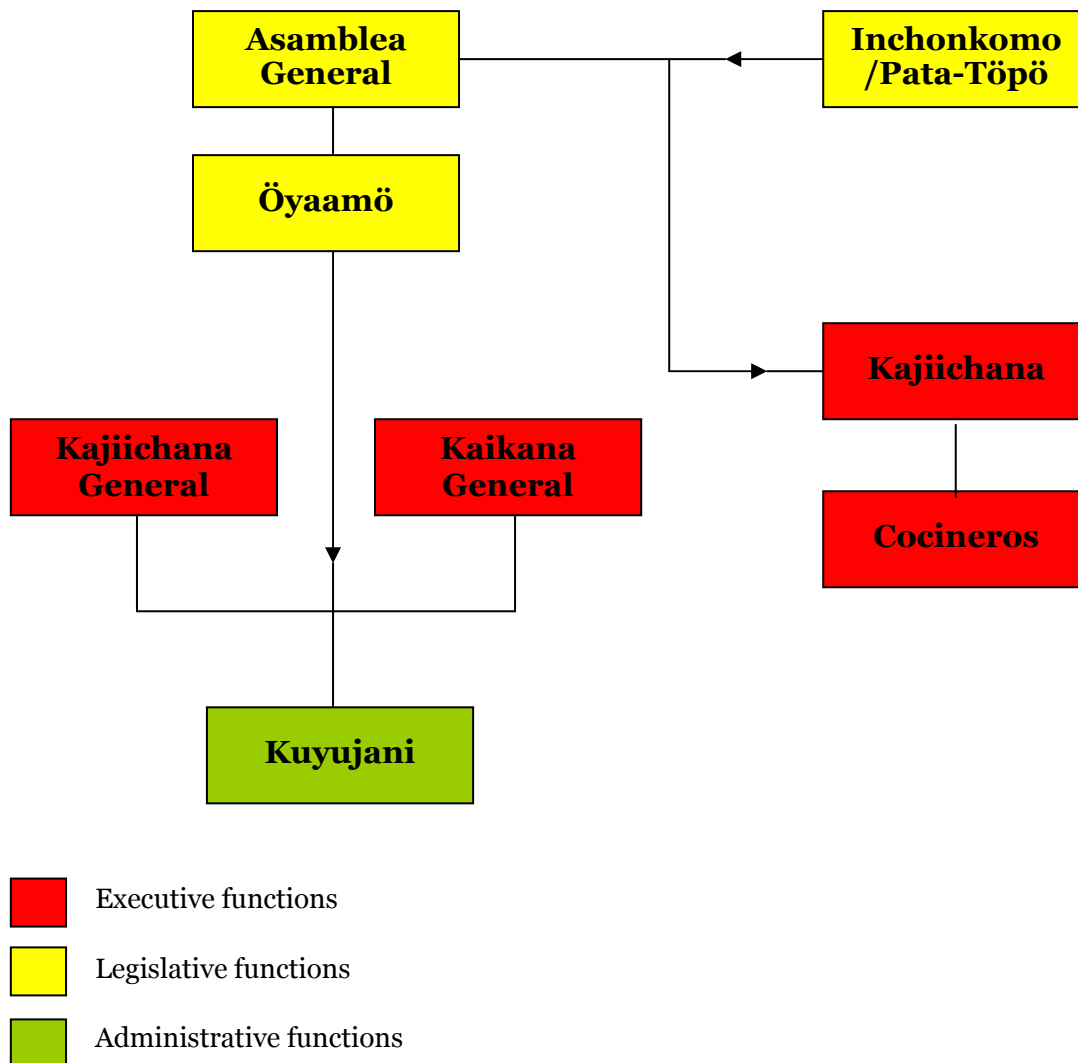 Asamblea
General
Inchonkomo
/Pata-Töpö
Öyaamö
Kajiichana
Kajiichana
General
Kaikana
General
Cocineros
Kuyujani
Executive functions
Legislative functions
Administrative functions